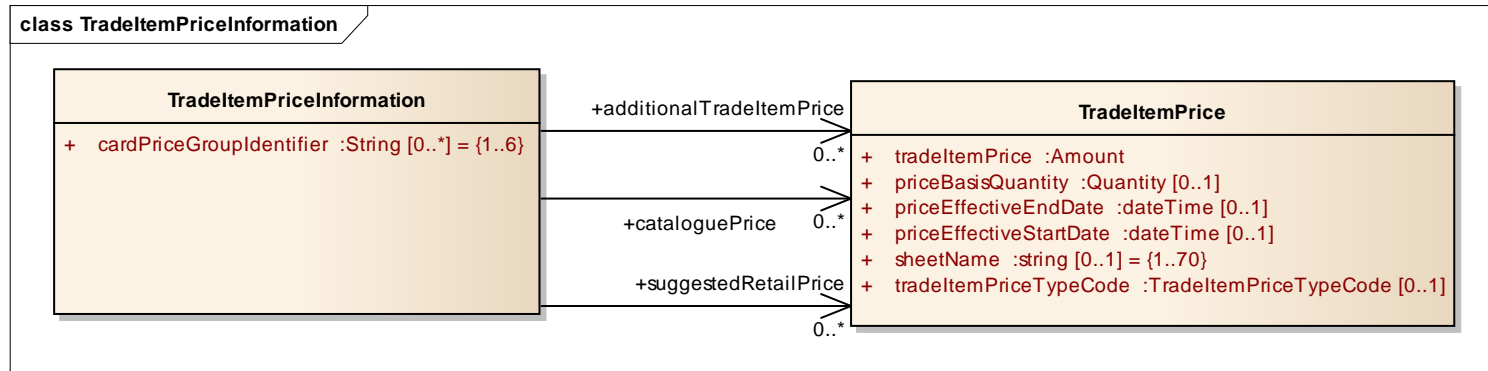 class TradeItemPriceInformation
TradeItemPriceInformation
+ cardPriceGroupIdentifier :String [0..*] = {1..6}
+additionalTradeItemPrice
0..*
+cataloguePrice
0..*
+suggestedRetailPrice
0..*
TradeItemPrice
+ tradeItemPrice :Amount
+ priceBasisQuantity :Quantity [0..1]
+ priceEffectiveEndDate :dateTime [0..1]
+ priceEffectiveStartDate :dateTime [0..1]
+ sheetName :string [0..1] = {1..70}
+ tradeItemPriceTypeCode :TradeItemPriceTypeCode [0..1]